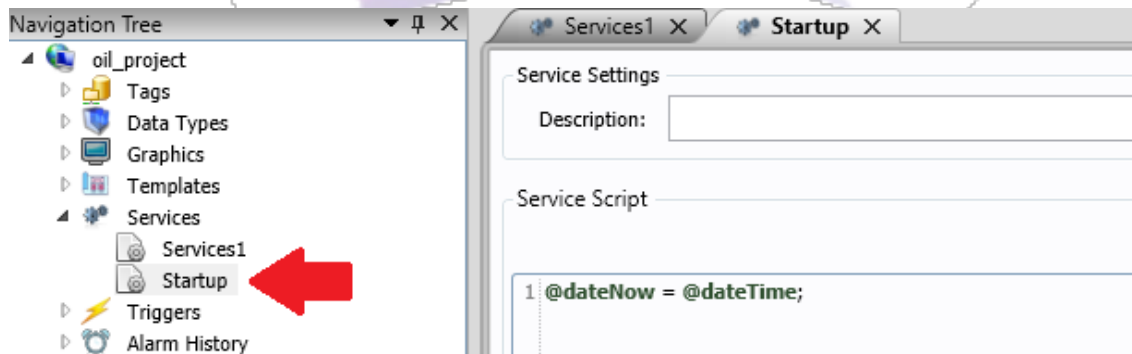 Navigation Tree
oil_project
Tags
Data Types
Graphics
Templates
Services
Services1
Startup
Triggers
Alarm History
Services1 Startup
Service Settings
Description:
Service Script
1 @dateNow = @dateTime;